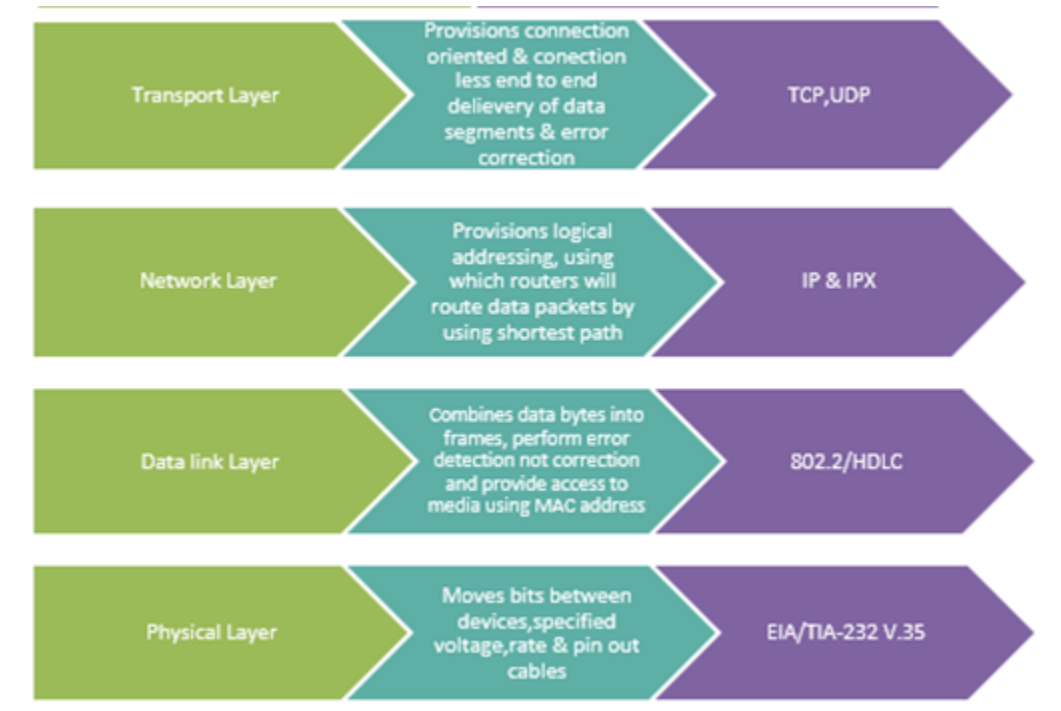 Transport Layer
Provisions connection
oriented & conection
less end to end
delievery of data
segments & error
correction
TCP,UDP
Network Layer
Provisions logical
addressing, using
which routers will
route data packets by
using shortest path
IP & IPX
Data link Layer
Combines data bytes into
frames, perform error
detection not correction
and provide access to
media using MAC address
802.2/HDLC
Physical Layer
Moves bits between
devices,specified
voltage,rate & pin out
cables
EIA/TIA-232 V.35